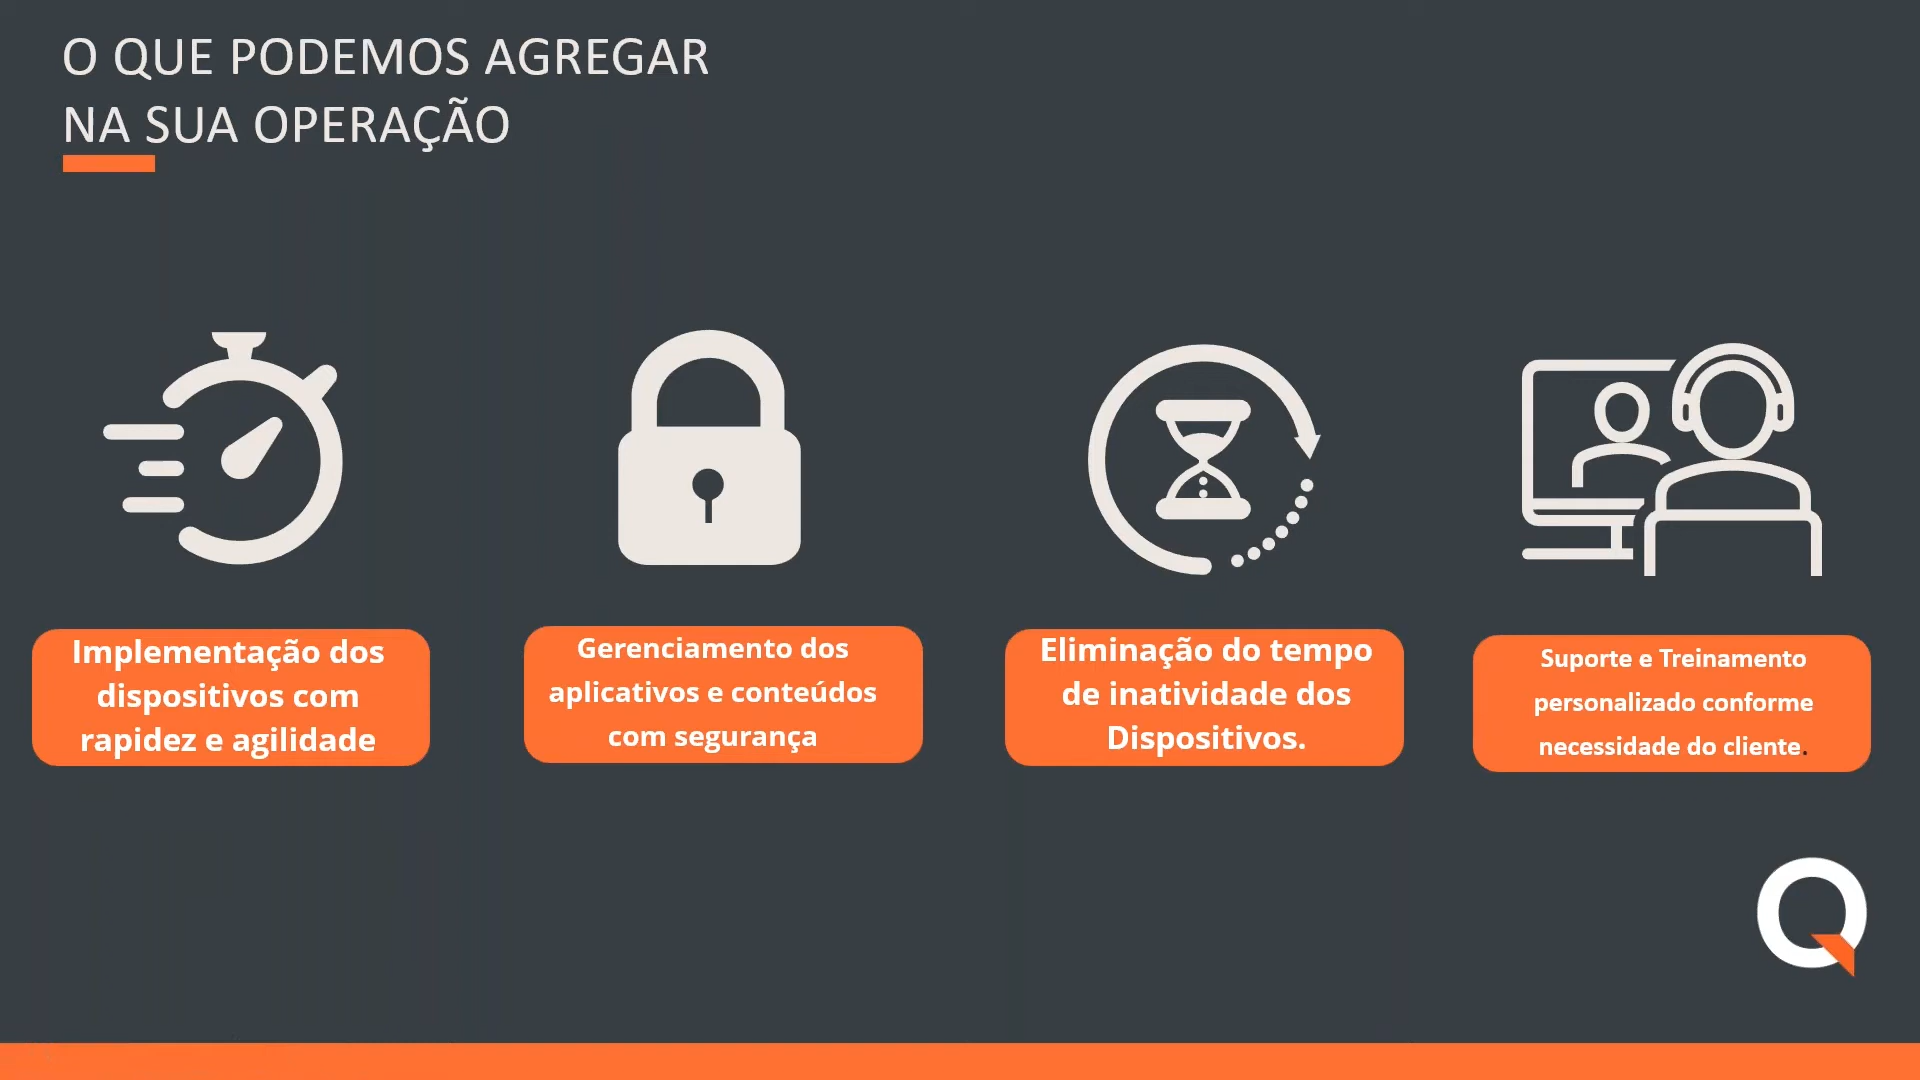 O QUE PODEMOS AGREGAR
NA SUA OPERAÇÃO
Implementação dos
dispositivos com
rapidez e agilidade
Gerenciamento dos
aplicativos e conteúdos
com segurança
Eliminação do tempo
de inatividade dos
Dispositivos.
Suporte e Treinamento
personalizado conforme
necessidade do cliente.
Q